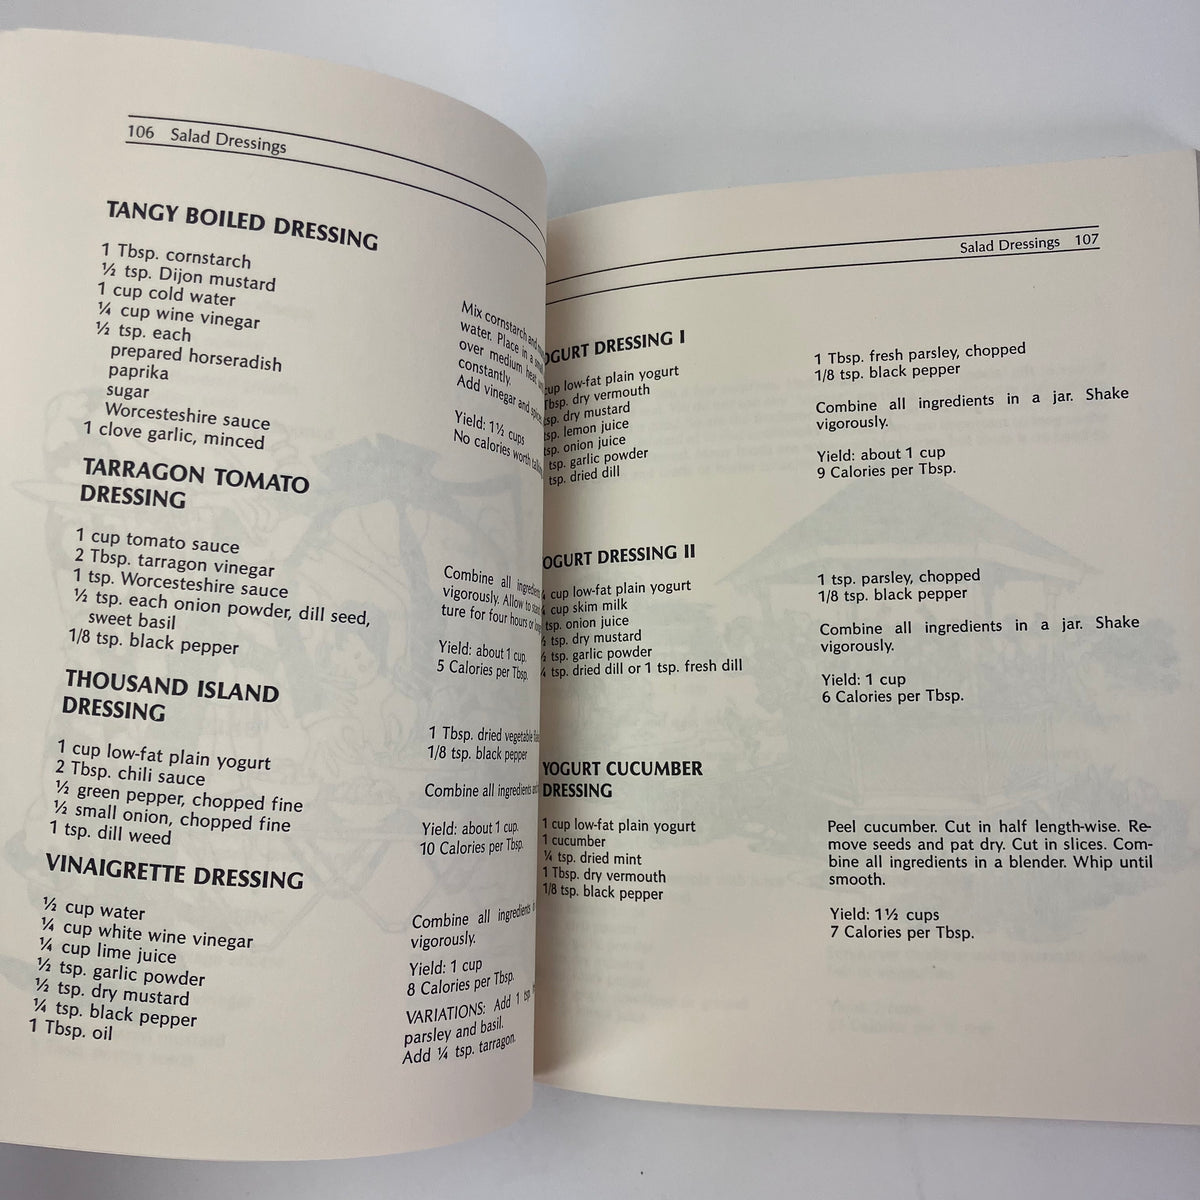 106 Salad Dressings
TANGY BOILED DRESSING
1 Tbsp. cornstarch
½ tsp. Dijon mustard
1 cup cold water
¼ cup wine vinegar
½ tsp. each
prepared horseradish
paprika
sugar
Worcesteshire sauce
1 clove garlic, minced
Mix cornstarch and
water. Place in a
over medium heat,
constantly.
Add vinegar and
Yield: 1½ cups
No calories worth
TARRAGON TOMATO
DRESSING
1 cup tomato sauce
2 Tbsp. tarragon vinegar
1 tsp. Worcesteshire sauce
½ tsp. each onion powder, dill seed,
sweet basil
1/8 tsp. black pepper
Combine all
vigorously. Allow to
ture for four hours or
Yield: about 1 cup.
5 Calories per Tbsp.
THOUSAND ISLAND
DRESSING
1 cup low-fat plain yogurt
2 Tbsp. chili sauce
½ green pepper, chopped fine
½ small onion, chopped fine
1 tsp. dill weed
1 Tbsp. dried vegetable
1/8 tsp. black pepper
Combine all ingredients
Yield: about 1 cup.
10 Calories per Tbsp.
VINAIGRETTE DRESSING
½ cup water
¼ cup white wine vinegar
¼ cup lime juice
½ tsp. garlic powder
½ tsp. dry mustard
¼ tsp. black pepper
1 Tbsp. oil
Combine all ingredients
vigorously.
Yield: 1 cup
8 Calories per Tbsp.
VARIATIONS: Add 1 tsp
parsley and basil.
Add ¼ tsp. tarragon.
Salad Dressings 107
DRESSING I
low-fat plain yogurt
dry vermouth
dry mustard
lemon juice
onion juice
tsp. garlic powder
tsp. dried dill
1 Tbsp. fresh parsley, chopped
1/8 tsp. black pepper
Combine all ingredients in a jar. Shake
vigorously.
Yield: about 1 cup
9 Calories per Tbsp.
DRESSING II
cup low-fat plain yogurt
cup skim milk
tsp. onion juice
tsp. dry mustard
tsp. garlic powder
tsp. dried dill or 1 tsp. fresh dill
1 tsp. parsley, chopped
1/8 tsp. black pepper
Combine all ingredients in a jar. Shake
vigorously.
Yield: 1 cup
6 Calories per Tbsp.
YOGURT CUCUMBER
DRESSING
1 cup low-fat plain yogurt
1 cucumber
¼ tsp. dried mint
1 Tbsp. dry vermouth
1/8 tsp. black pepper
Peel cucumber. Cut in half length-wise. Re-
move seeds and pat dry. Cut in slices. Com-
bine all ingredients in a blender. Whip until
smooth.
Yield: 1½ cups
7 Calories per Tbsp.